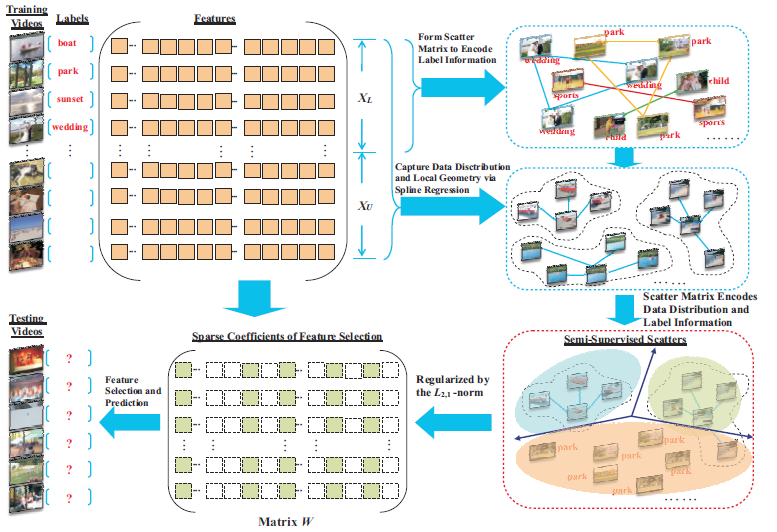 Training
Videos
Labels
Features
boat
park
sunset
wedding
X_L
X_U
Form Scatter
Matrix to Encode
Label Information
Capture Data Disctribution
and Local Geometry via
Spline Regression
park
park
wedding
wedding
child
sports
sports
wedding
child
park
Scatter Matrix Encodes
Data Distribution and
Label Information
Testing
Videos
?
?
?
?
?
?
Feature
Selection and
Prediction
Sparse Coefficients of Feature Selection
Matrix W
Regularized by
the L2,1 -norm
Semi-Supervised Scatters
park
park
park
park
park
park